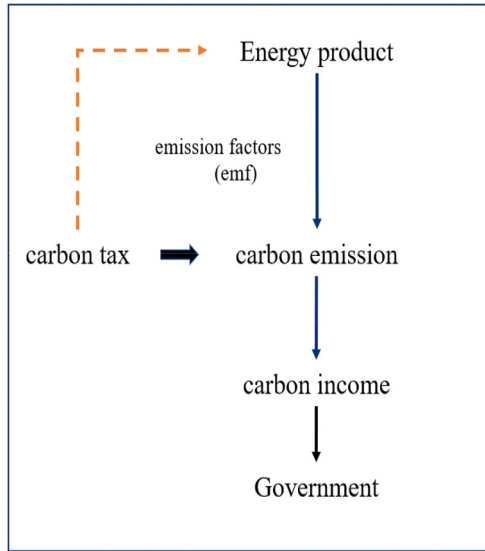 Energy product
emission factors
(emf)
carbon tax
carbon emission
carbon income
Government